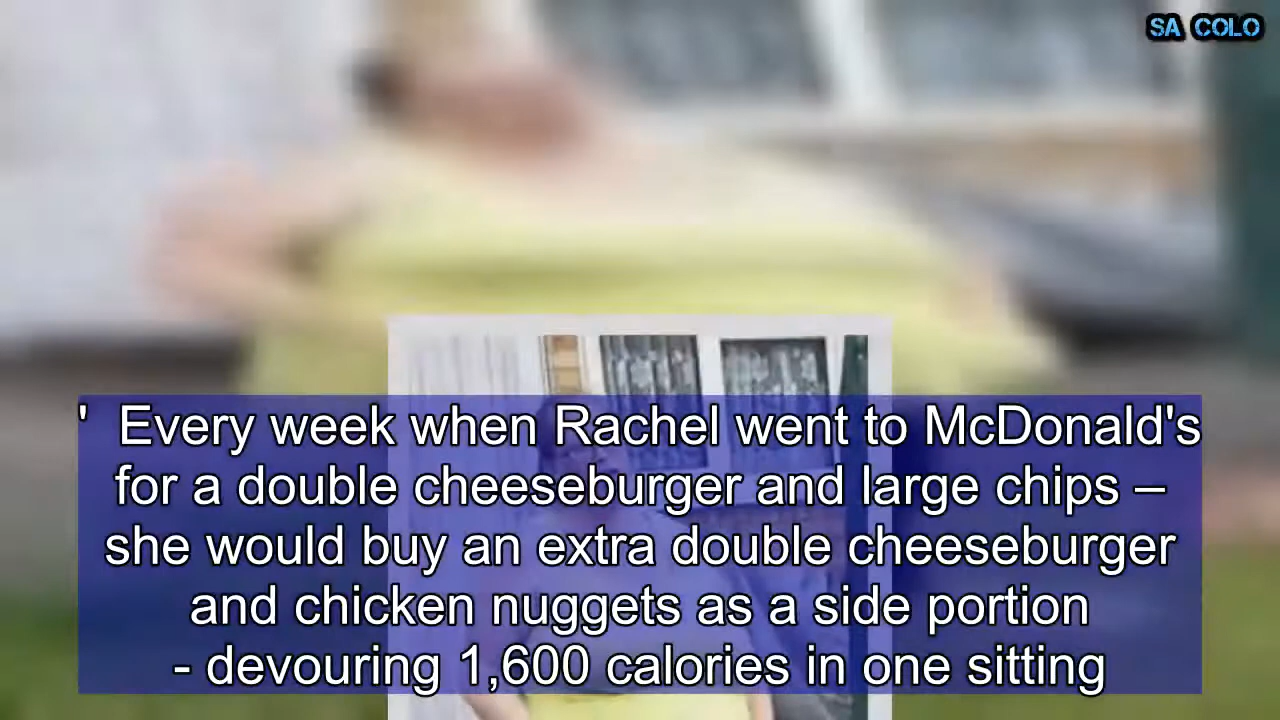 SA COLO
' Every week when Rachel went to McDonald's
for a double cheeseburger and large chips –
she would buy an extra double cheeseburger
and chicken nuggets as a side portion
- devouring 1,600 calories in one sitting